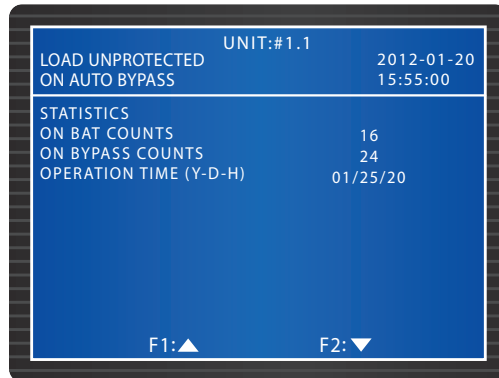 UNIT:#1.1
LOAD UNPROTECTED 2012-01-20
ON AUTO BYPASS 15:55:00
STATISTICS
ON BAT COUNTS 16
ON BYPASS COUNTS 24
OPERATION TIME (Y-D-H) 01/25/20
F1:▲ F2:▼